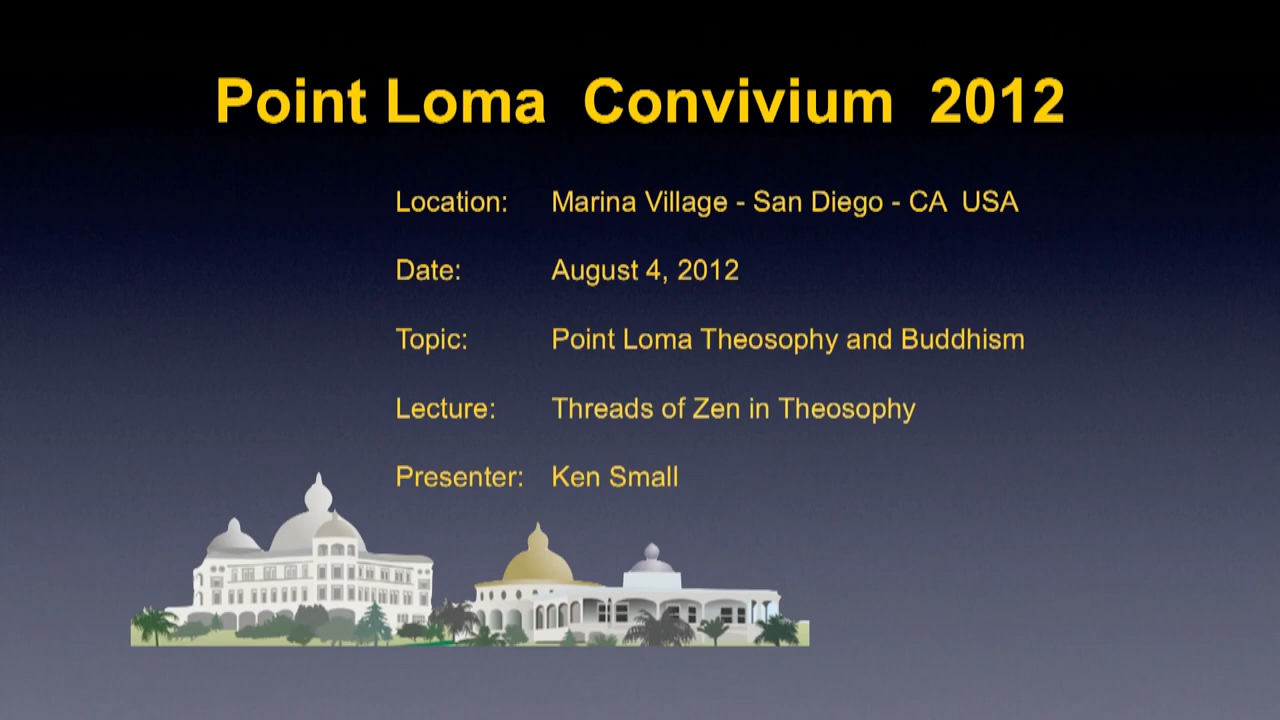 Point Loma Convivium 2012
Location: Marina Village - San Diego - CA USA
Date: August 4, 2012
Topic: Point Loma Theosophy and Buddhism
Lecture: Threads of Zen in Theosophy
Presenter: Ken Small